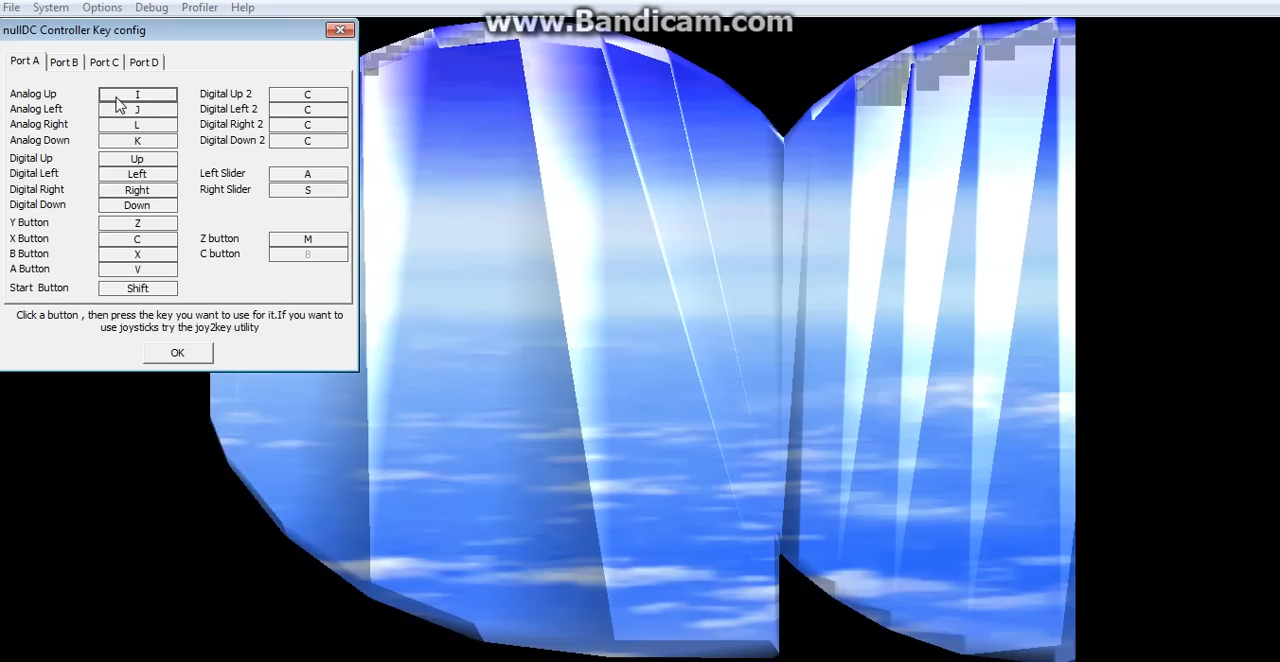 File System Options Debug Profiler Help
www.Bandicam.com
nullDC Controller Key config
Port A Port B Port C Port D
Analog Up I Digital Up 2 C
Analog Left J Digital Left 2 C
Analog Right L Digital Right 2 C
Analog Down K Digital Down 2 C
Digital Up Up
Digital Left Left Left Slider A
Digital Right Right Right Slider S
Digital Down Down
Y Button Z
X Button C Z button M
B Button X C button B
A Button V
Start Button Shift
Click a button , then press the key you want to use for it.If you want to
use joysticks try the joy2key utility
OK